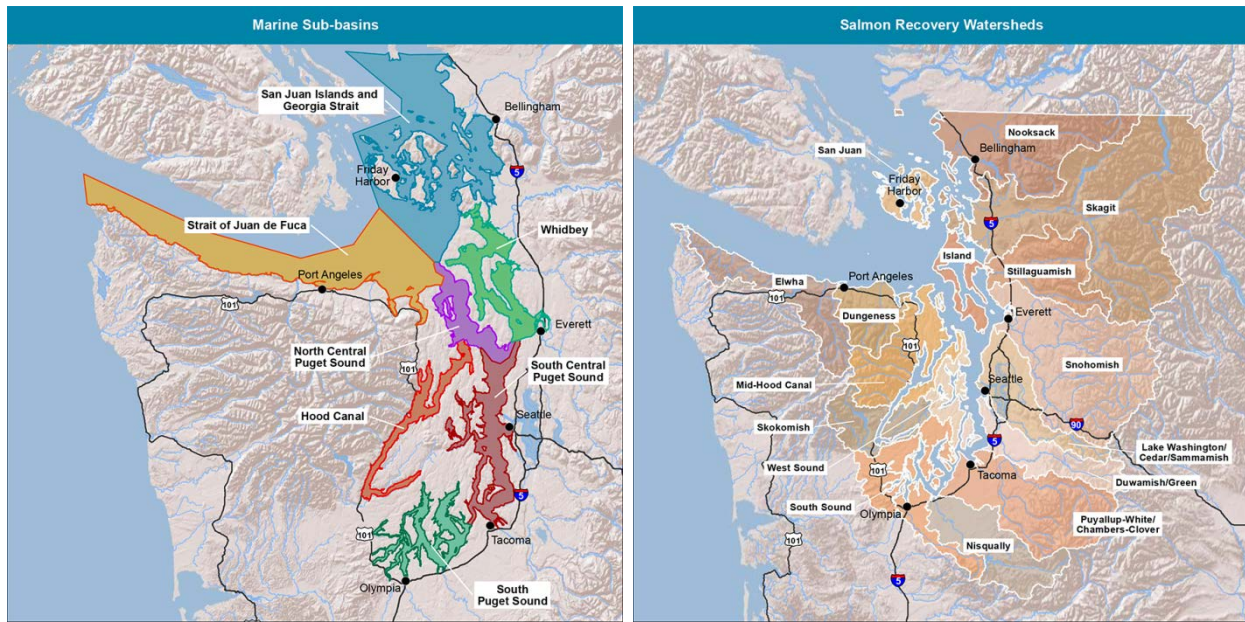 Marine Sub-basins
San Juan Islands and
Georgia Strait
Bellingham
Friday
Harbor
5
Strait of Juan de Fuca
Whidbey
Port Angeles
101
Everett
North Central
Puget Sound
South Central
Puget Sound
101
Hood Canal
Seattle
5
101
Tacoma
Olympia
South
Puget Sound
Salmon Recovery Watersheds
Nooksack
San Juan
Bellingham
Friday
Harbor
Skagit
5
Island
Stillaguamish
Port Angeles
Elwha
101
Dungeness
Everett
101
Snohomish
Mid-Hood Canal
Seattle
Skokomish
90
5
Lake Washington/
Cedar/Sammamish
West Sound
101
Tacoma
Duwamish/Green
South Sound
Olympia
Puyallup-White/
Chambers-Clover
Nisqually
101
5